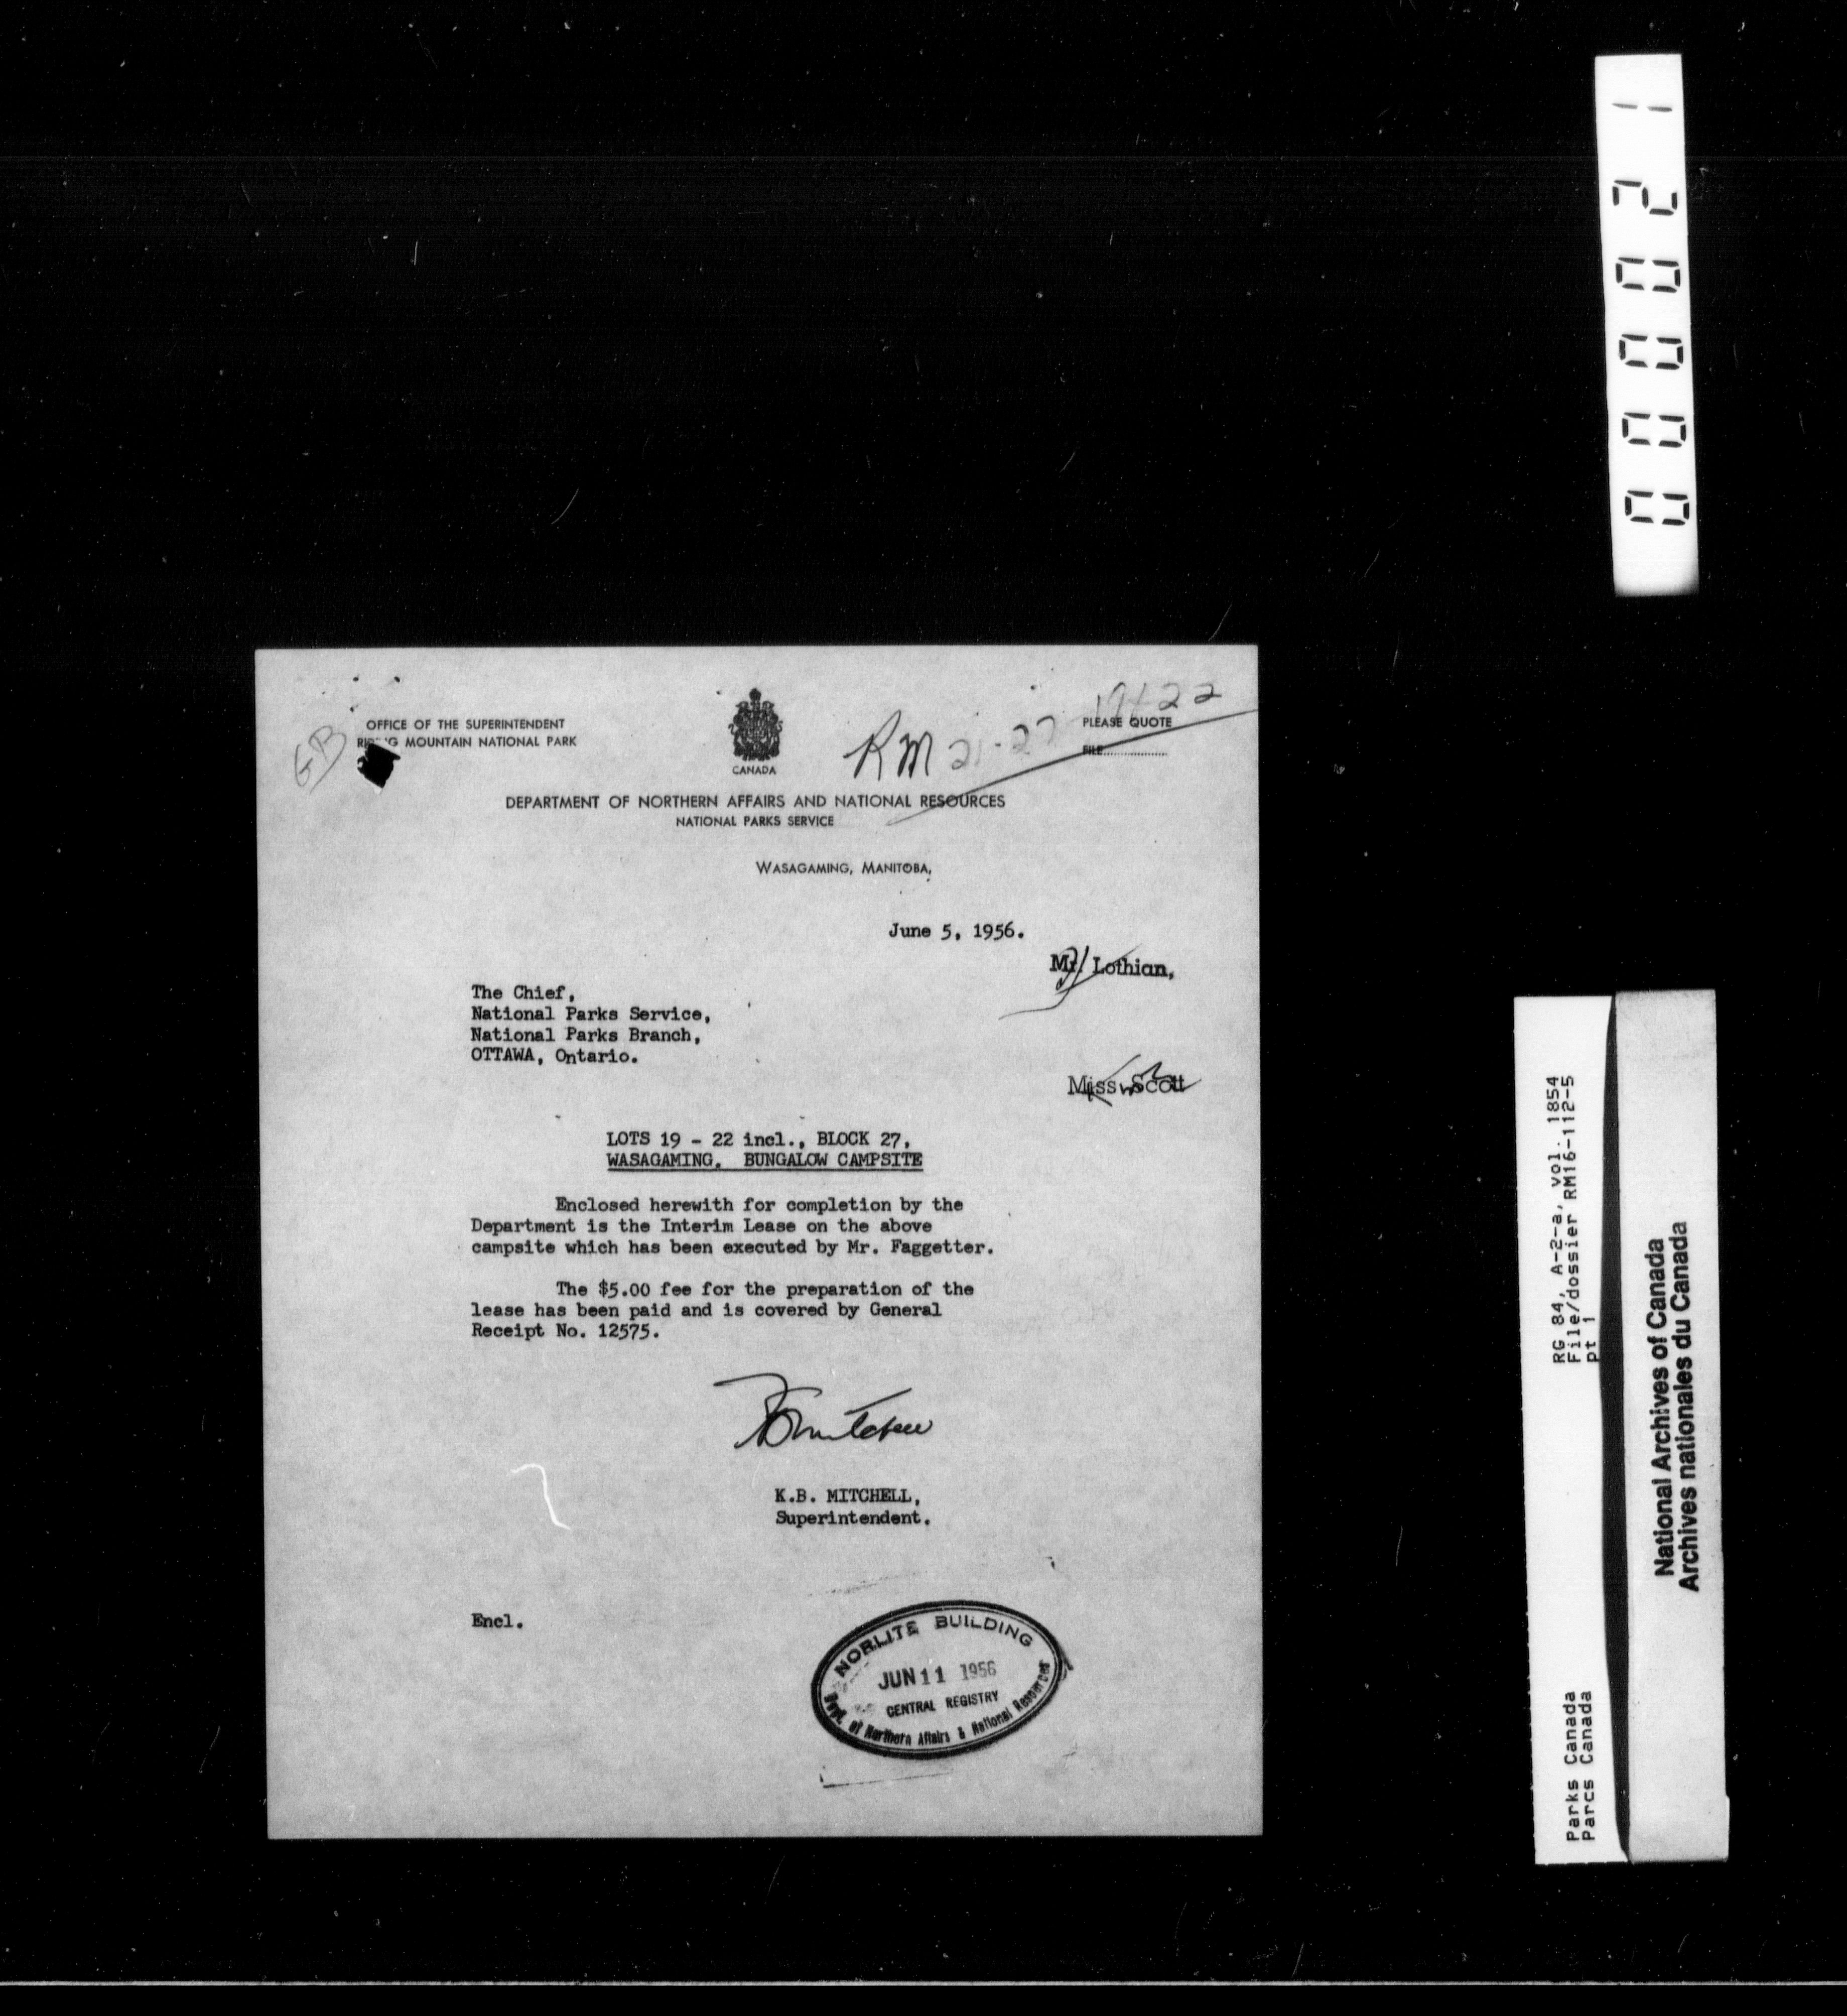 000021
OFFICE OF THE SUPERINTENDENT
RIDING MOUNTAIN NATIONAL PARK
GB
CANADA
RM 21-27 19t22
PLEASE QUOTE
FILE
DEPARTMENT OF NORTHERN AFFAIRS AND NATIONAL RESOURCES
NATIONAL PARKS SERVICE
WASAGAMING, MANITOBA,
June 5, 1956.
Mr. Lothian,
The Chief,
National Parks Service,
National Parks Branch,
OTTAWA, Ontario.
Miss Scott
LOTS 19 - 22 incl., BLOCK 27,
WASAGAMING. BUNGALOW CAMPSITE
Enclosed herewith for completion by the
Department is the Interim Lease on the above
campsite which has been executed by Mr. Faggetter.
The $5.00 fee for the preparation of the
lease has been paid and is covered by General
Receipt No. 12575.
KBMitchell
K.B. MITCHELL,
Superintendent.
Encl.
NORLITE BUILDING
JUN 11 1956
CENTRAL REGISTRY
Dept. of Northern Affairs & National Resources
RG 84, A-2-a, vol. 1854
File/dossier RM16-112-5
pt 1
Parks Canada
Parcs Canada
National Archives of Canada
Archives nationales du Canada